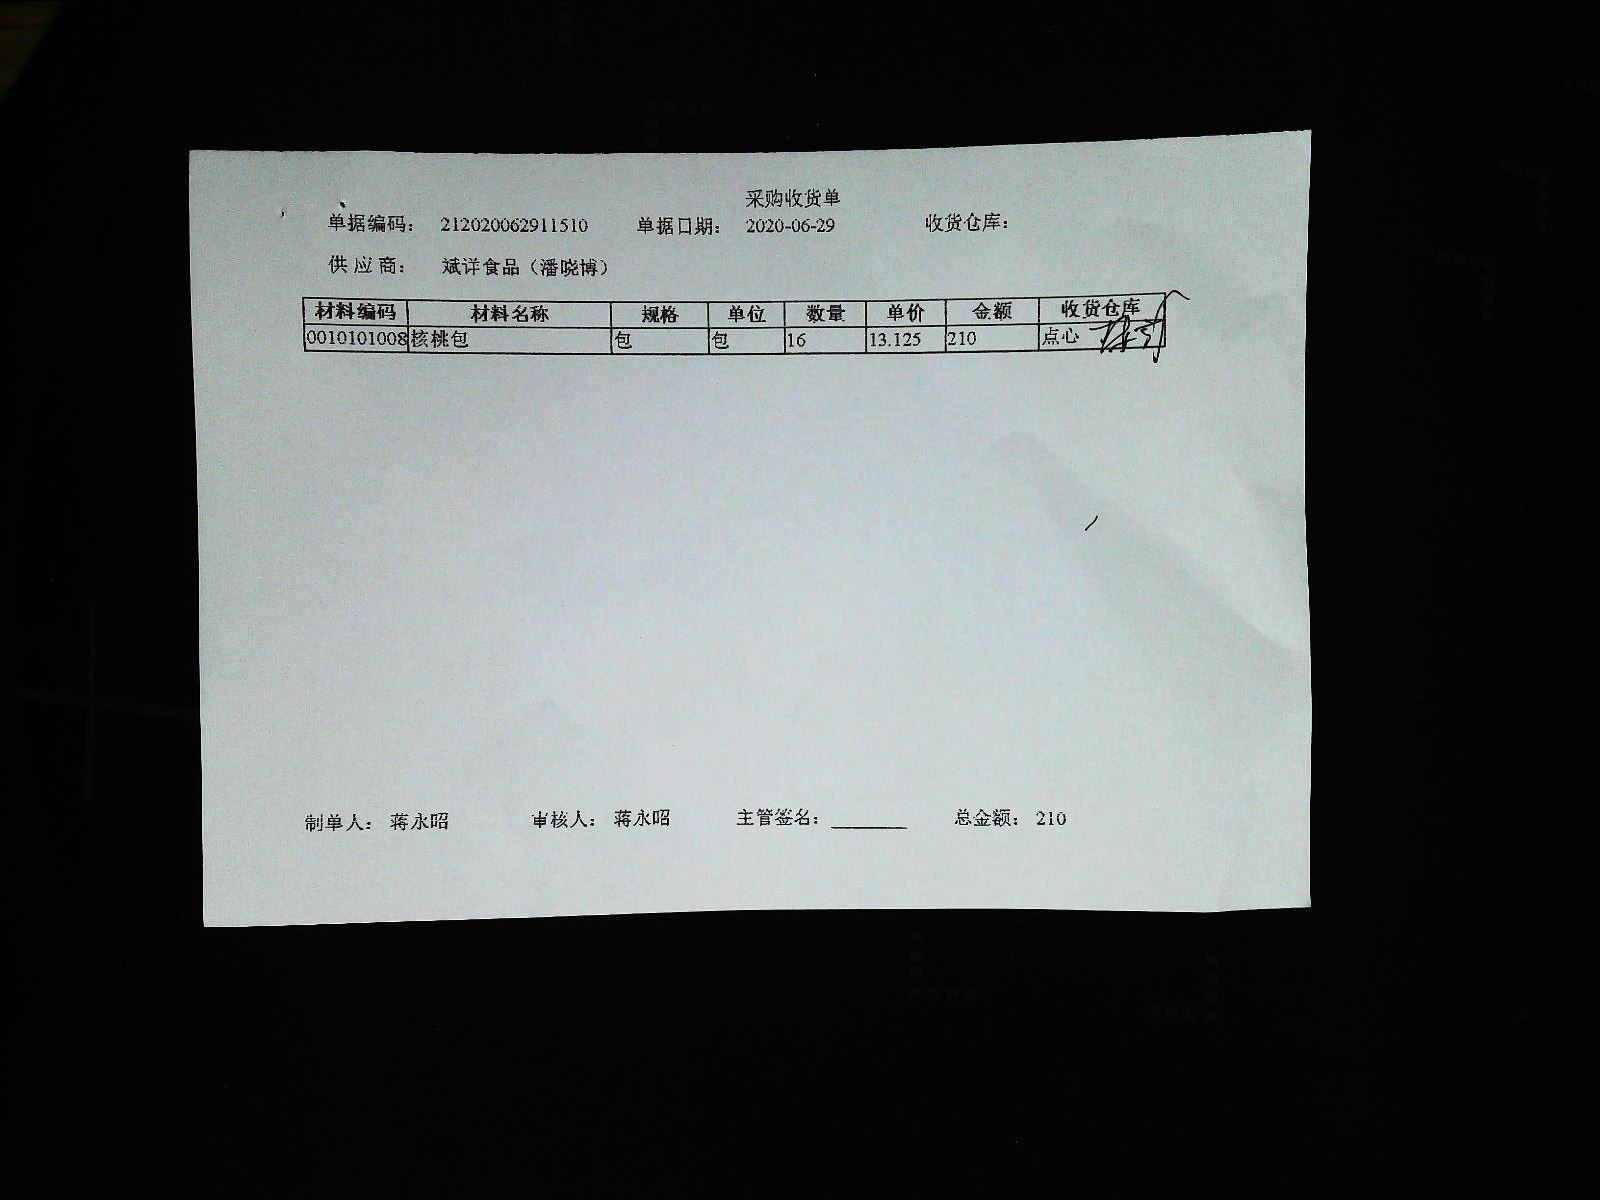 采购收货单
单据编码： 212020062911510 单据日期： 2020-06-29 收货仓库：
供应商： 斌详食品（潘晓博）
材料编码 材料名称 规格 单位 数量 单价 金额 收货仓库
0010101008 核桃包 包 包 16 13.125 210 点心
制单人： 蒋永昭 审核人： 蒋永昭 主管签名： 总金额： 210